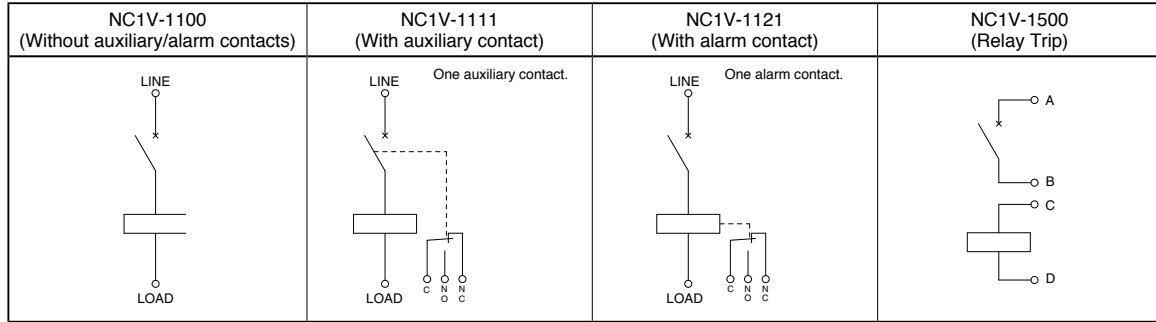 NC1V-1100
(Without auxiliary/alarm contacts)
NC1V-1111
(With auxiliary contact)
NC1V-1121
(With alarm contact)
NC1V-1500
(Relay Trip)
LINE
LOAD
One auxiliary contact.
LINE
C
NO
NC
LOAD
One alarm contact.
LINE
C
NO
NC
LOAD
A
B
C
D